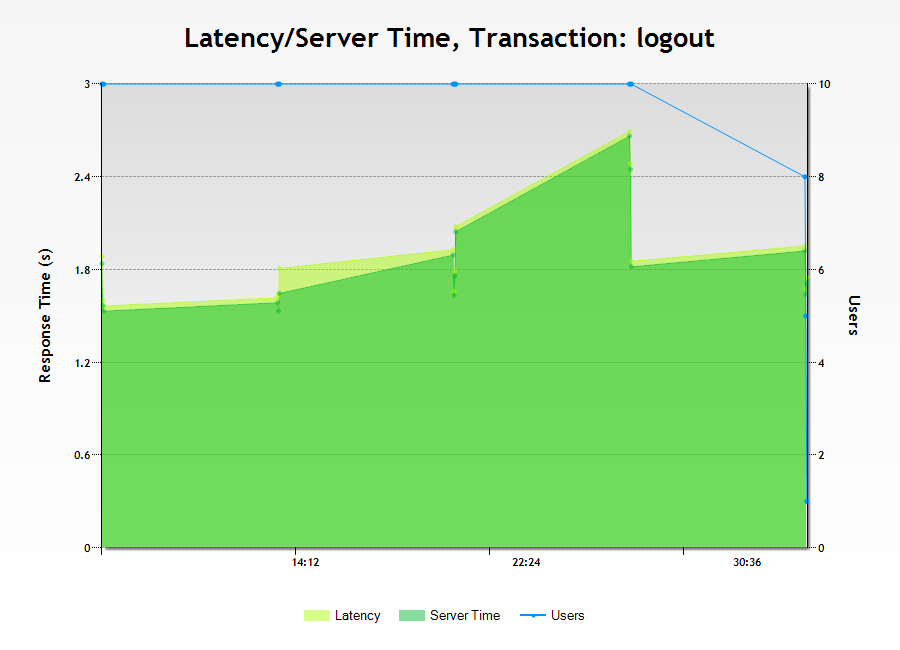 Latency/Server Time, Transaction: logout
3
2.4
1.8
1.2
0.6
0
Response Time (s)
10
8
6
4
2
0
Users
14:12
22:24
30:36
Latency
Server Time
Users